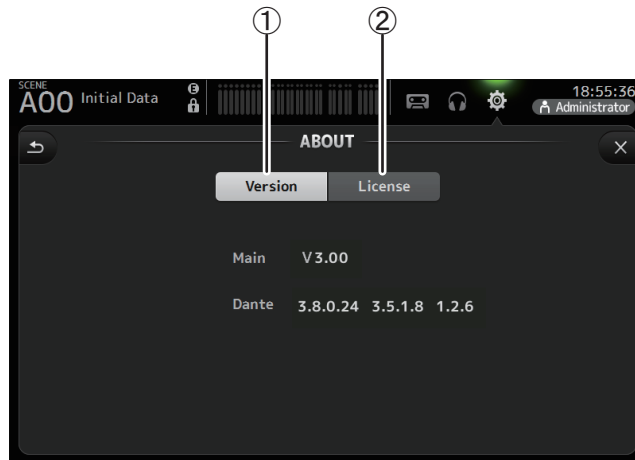 ① ②
SCENE
A00 Initial Data E 18:55:36
Administrator
ABOUT
Version License
Main V3.00
Dante 3.8.0.24 3.5.1.8 1.2.6